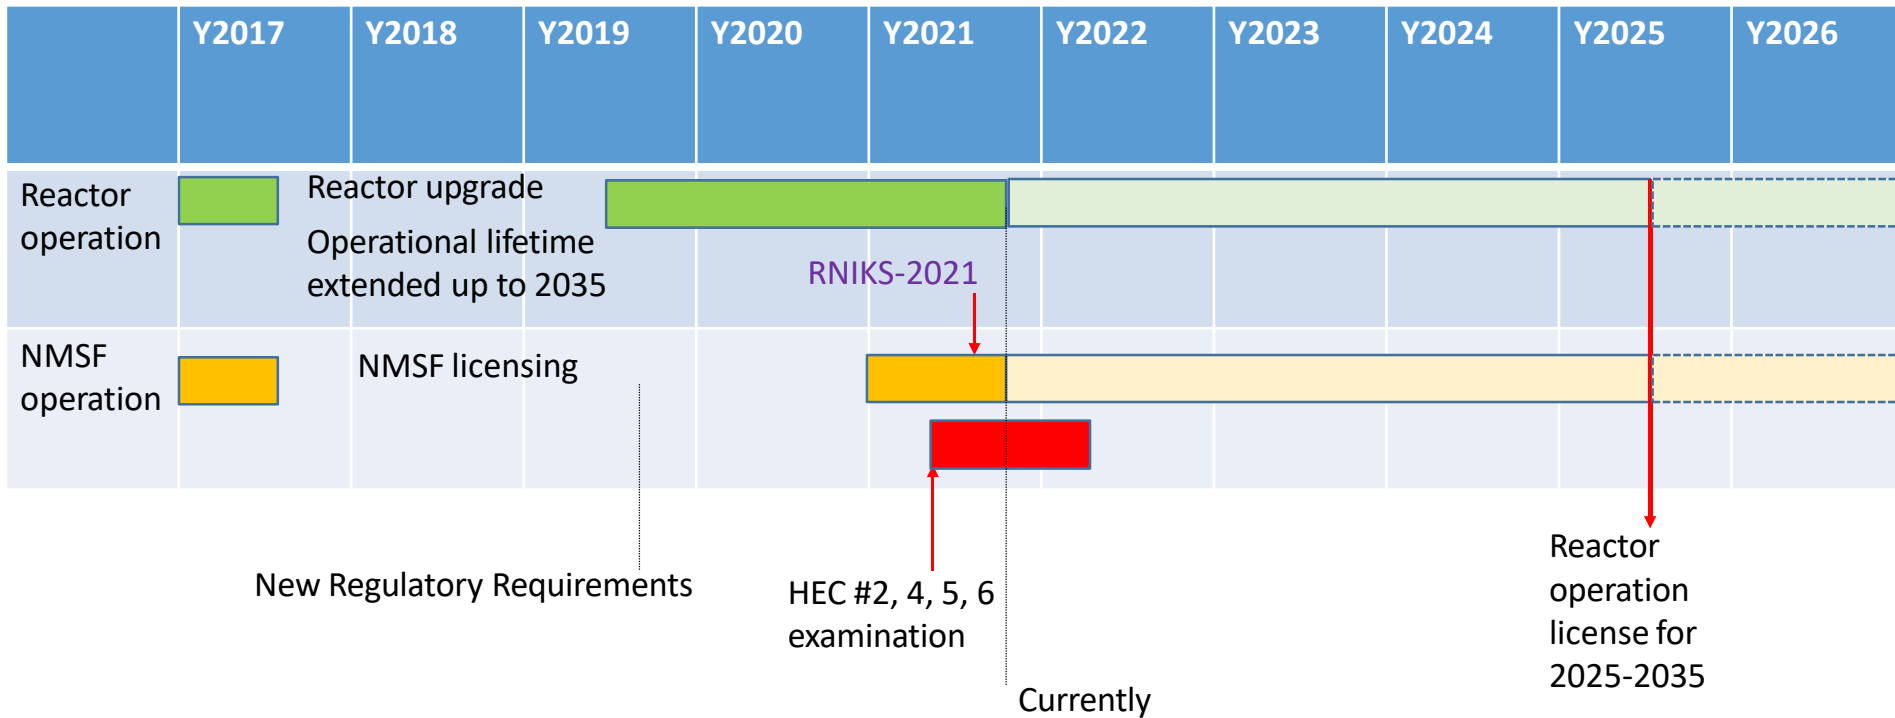 Y2017 Y2018 Y2019 Y2020 Y2021 Y2022 Y2023 Y2024 Y2025 Y2026
Reactor
operation
Reactor upgrade
Operational lifetime
extended up to 2035
RNIKS-2021
NMSF
operation
NMSF licensing
New Regulatory Requirements
HEC #2, 4, 5, 6
examination
Currently
Reactor
operation
license for
2025-2035